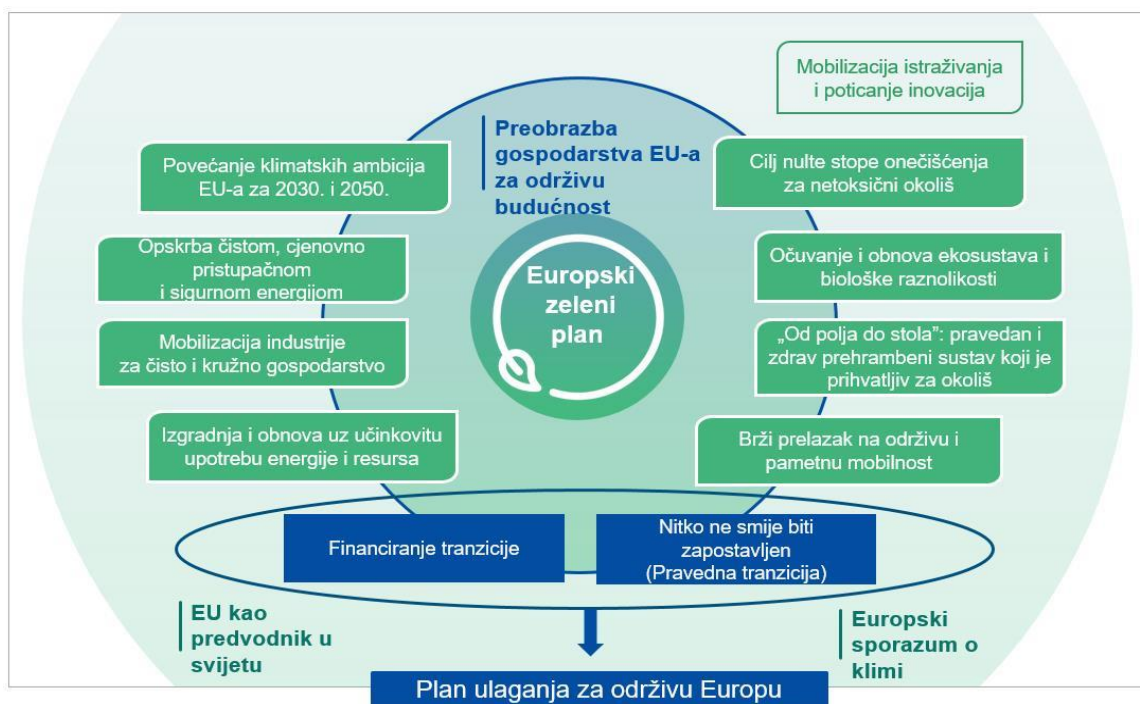 Mobilizacija istraživanja
i poticanje inovacija
Preobrazba
gospodarstva EU-a
za održivu
budućnost
Povećanje klimatskih ambicija
EU-a za 2030. i 2050.
Cilj nulte stope onečišćenja
za netoksični okoliš
Opskrba čistom, cjenovno
pristupačnom
i sigurnom energijom
Europski
zeleni
plan
Očuvanje i obnova ekosustava i
biološke raznolikosti
Mobilizacija industrije
za čisto i kružno gospodarstvo
„Od polja do stola”: pravedan i
zdrav prehrambeni sustav koji je
prihvatljiv za okoliš
Izgradnja i obnova uz učinkovitu
upotrebu energije i resursa
Brži prelazak na održivu i
pametnu mobilnost
Financiranje tranzicije
Nitko ne smije biti
zapostavljen
(Pravedna tranzicija)
EU kao
predvodnik u
svijetu
Europski
sporazum o
klimi
Plan ulaganja za održivu Europu